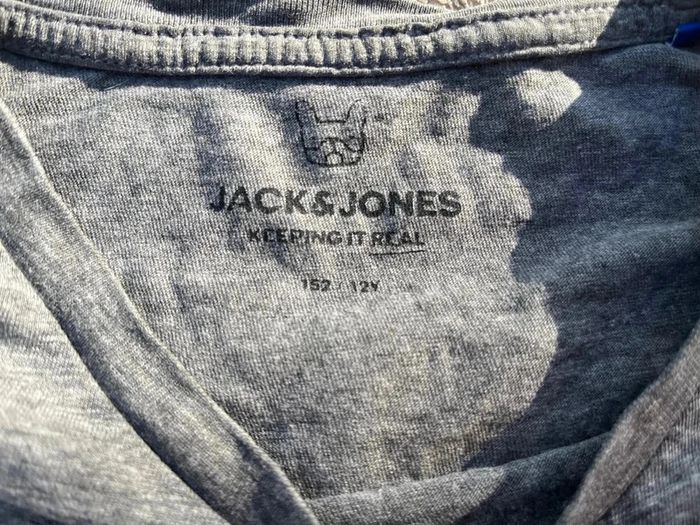 JACK&JONES
KEEPING IT REAL
152 / 12Y